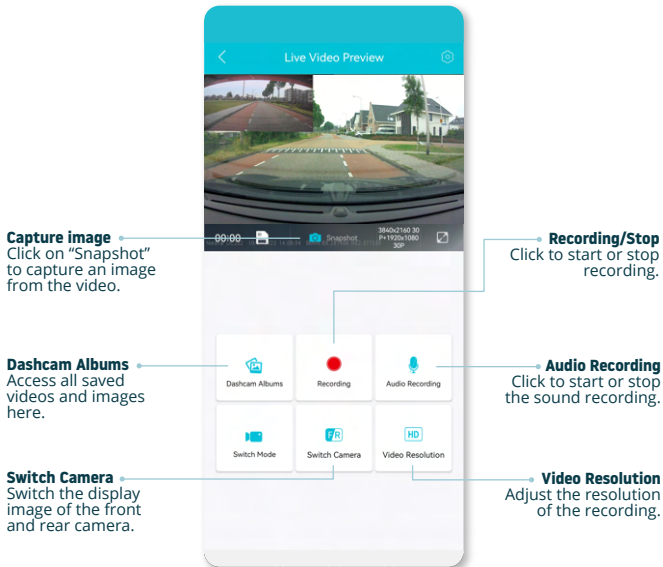 Live Video Preview
00:00
Snapshot
3840x2160 30
P+1920x1080
30P
Capture image
Click on “Snapshot”
to capture an image
from the video.
Recording/Stop
Click to start or stop
recording.
Dashcam Albums
Access all saved
videos and images
here.
Dashcam Albums
Recording
Audio Recording
Audio Recording
Click to start or stop
the sound recording.
Switch Mode
Switch Camera
FR
HD
Video Resolution
Switch Camera
Switch the display
image of the front
and rear camera.
Video Resolution
Adjust the resolution
of the recording.